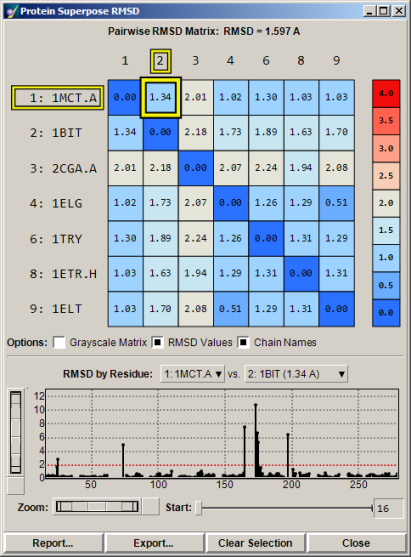 Protein Superpose RMSD
Pairwise RMSD Matrix: RMSD = 1.597 A
1 2 3 4 6 8 9
1: 1MCT.A 0.00 1.34 2.01 1.02 1.30 1.03 1.03
2: 1BIT 1.34 0.00 2.18 1.73 1.89 1.63 1.70
3: 2CGA.A 2.01 2.18 0.00 2.07 2.24 1.94 2.08
4: 1ELG 1.02 1.73 2.07 0.00 1.26 1.29 0.51
6: 1TRY 1.30 1.89 2.24 1.26 0.00 1.31 1.29
8: 1ETR.H 1.03 1.63 1.94 1.29 1.31 0.00 1.31
9: 1ELT 1.03 1.70 2.08 0.51 1.29 1.31 0.00
4.0
3.5
3.0
2.5
2.0
1.5
1.0
0.5
0.0
Options: Grayscale Matrix RMSD Values Chain Names
RMSD by Residue: 1: 1MCT.A vs. 2: 1BIT (1.34 A)
12
10
8
6
4
2
0
50 100 150 200 250
Zoom: Start: 16
Report... Export... Clear Selection Close